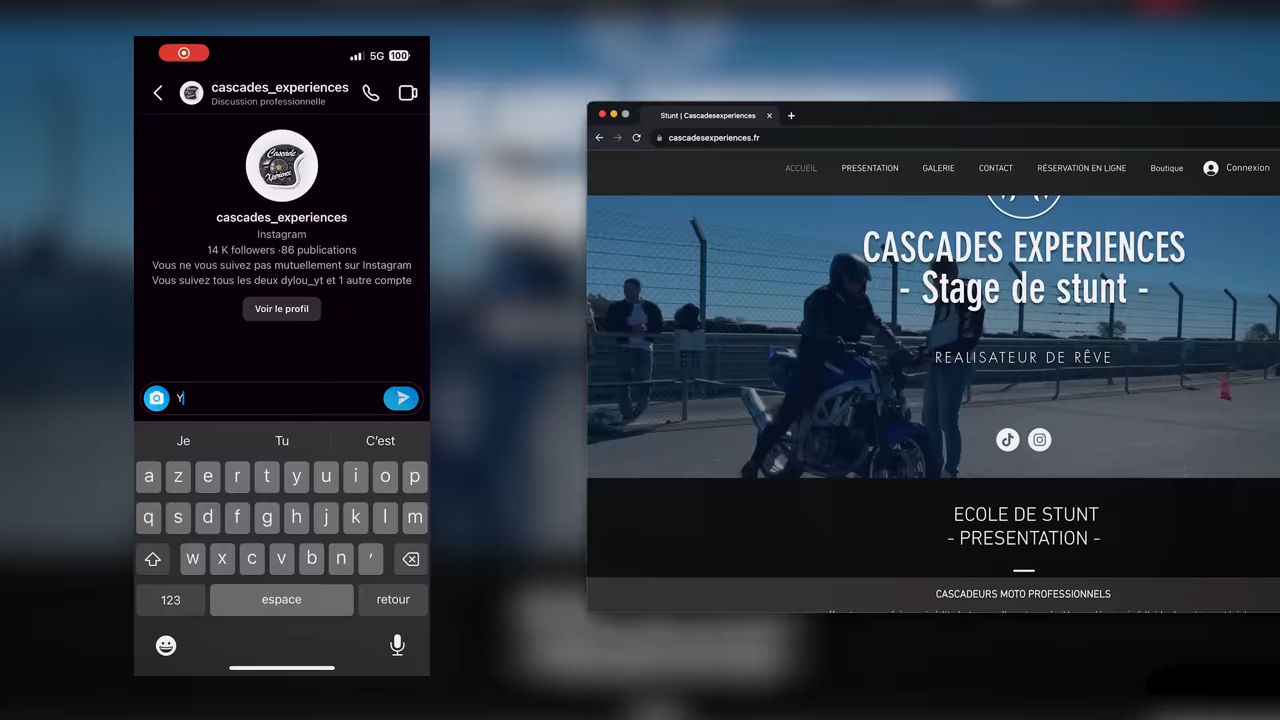 5G 100
cascades_experiences
Discussion professionnelle
Cascade
Xperience
cascades_experiences
Instagram
14 K followers ·86 publications
Vous ne vous suivez pas mutuellement sur Instagram
Vous suivez tous les deux dylou_yt et 1 autre compte
Voir le profil
Y
Je Tu C'est
a z e r t y u i o p
q s d f g h j k l m
w x c v b n ’
123 espace retour
Stunt | Cascadesexperiences
cascadesexperiences.fr
ACCUEIL PRESENTATION GALERIE CONTACT RÉSERVATION EN LIGNE Boutique Connexion
CASCADES EXPERIENCES
- Stage de stunt -
REALISATEUR DE RÊVE
ECOLE DE STUNT
- PRESENTATION -
CASCADEURS MOTO PROFESSIONNELS